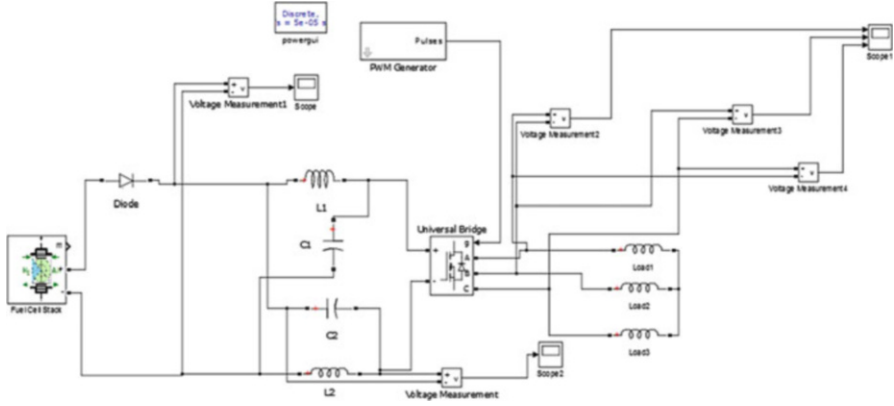 Discrete,
s = 5e-05 s
powergui
Pulses
PWM Generator
Scope1
+
-
v
Voltage Measurement1
Scope
+
-
v
Voltage Measurement2
+
-
v
Voltage Measurement3
+
-
v
Voltage Measurement4
Diode
L1
C1
Universal Bridge
g
A
B
C
+
-
m
+
-
Fuel Cell Stack
Load1
Load2
Load3
C2
L2
+
-
v
Voltage Measurement
Scope2